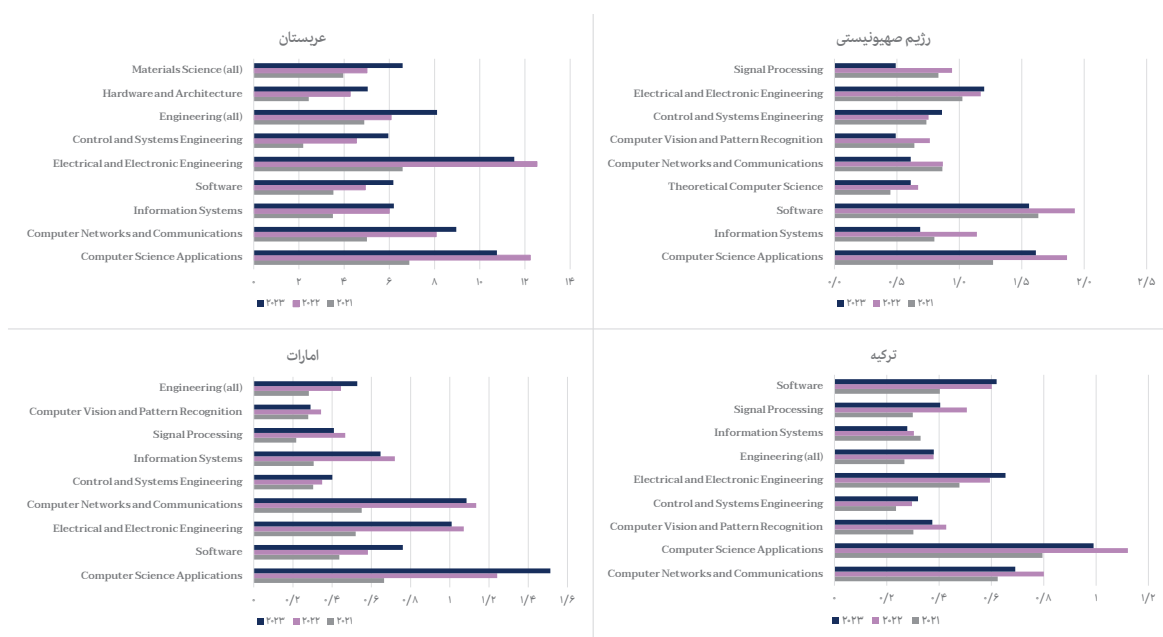 عربستان
Materials Science (all)
Hardware and Architecture
Engineering (all)
Control and Systems Engineering
Electrical and Electronic Engineering
Software
Information Systems
Computer Networks and Communications
Computer Science Applications
۰ ۲ ۴ ۶ ۸ ۱۰ ۱۲ ۱۴
۲۰۲۳ ۲۰۲۲ ۲۰۲۱
رژیم صهیونیستی
Signal Processing
Electrical and Electronic Engineering
Control and Systems Engineering
Computer Vision and Pattern Recognition
Computer Networks and Communications
Theoretical Computer Science
Software
Information Systems
Computer Science Applications
۰/۰ ۰/۵ ۱/۰ ۱/۵ ۲/۰ ۲/۵
۲۰۲۳ ۲۰۲۲ ۲۰۲۱
امارات
Engineering (all)
Computer Vision and Pattern Recognition
Signal Processing
Information Systems
Control and Systems Engineering
Computer Networks and Communications
Electrical and Electronic Engineering
Software
Computer Science Applications
۰ ۰/۲ ۰/۴ ۰/۶ ۰/۸ ۱ ۱/۲ ۱/۴ ۱/۶
۲۰۲۳ ۲۰۲۲ ۲۰۲۱
ترکیه
Software
Signal Processing
Information Systems
Engineering (all)
Electrical and Electronic Engineering
Control and Systems Engineering
Computer Vision and Pattern Recognition
Computer Science Applications
Computer Networks and Communications
۰ ۰/۲ ۰/۴ ۰/۶ ۰/۸ ۱ ۱/۲
۲۰۲۳ ۲۰۲۲ ۲۰۲۱